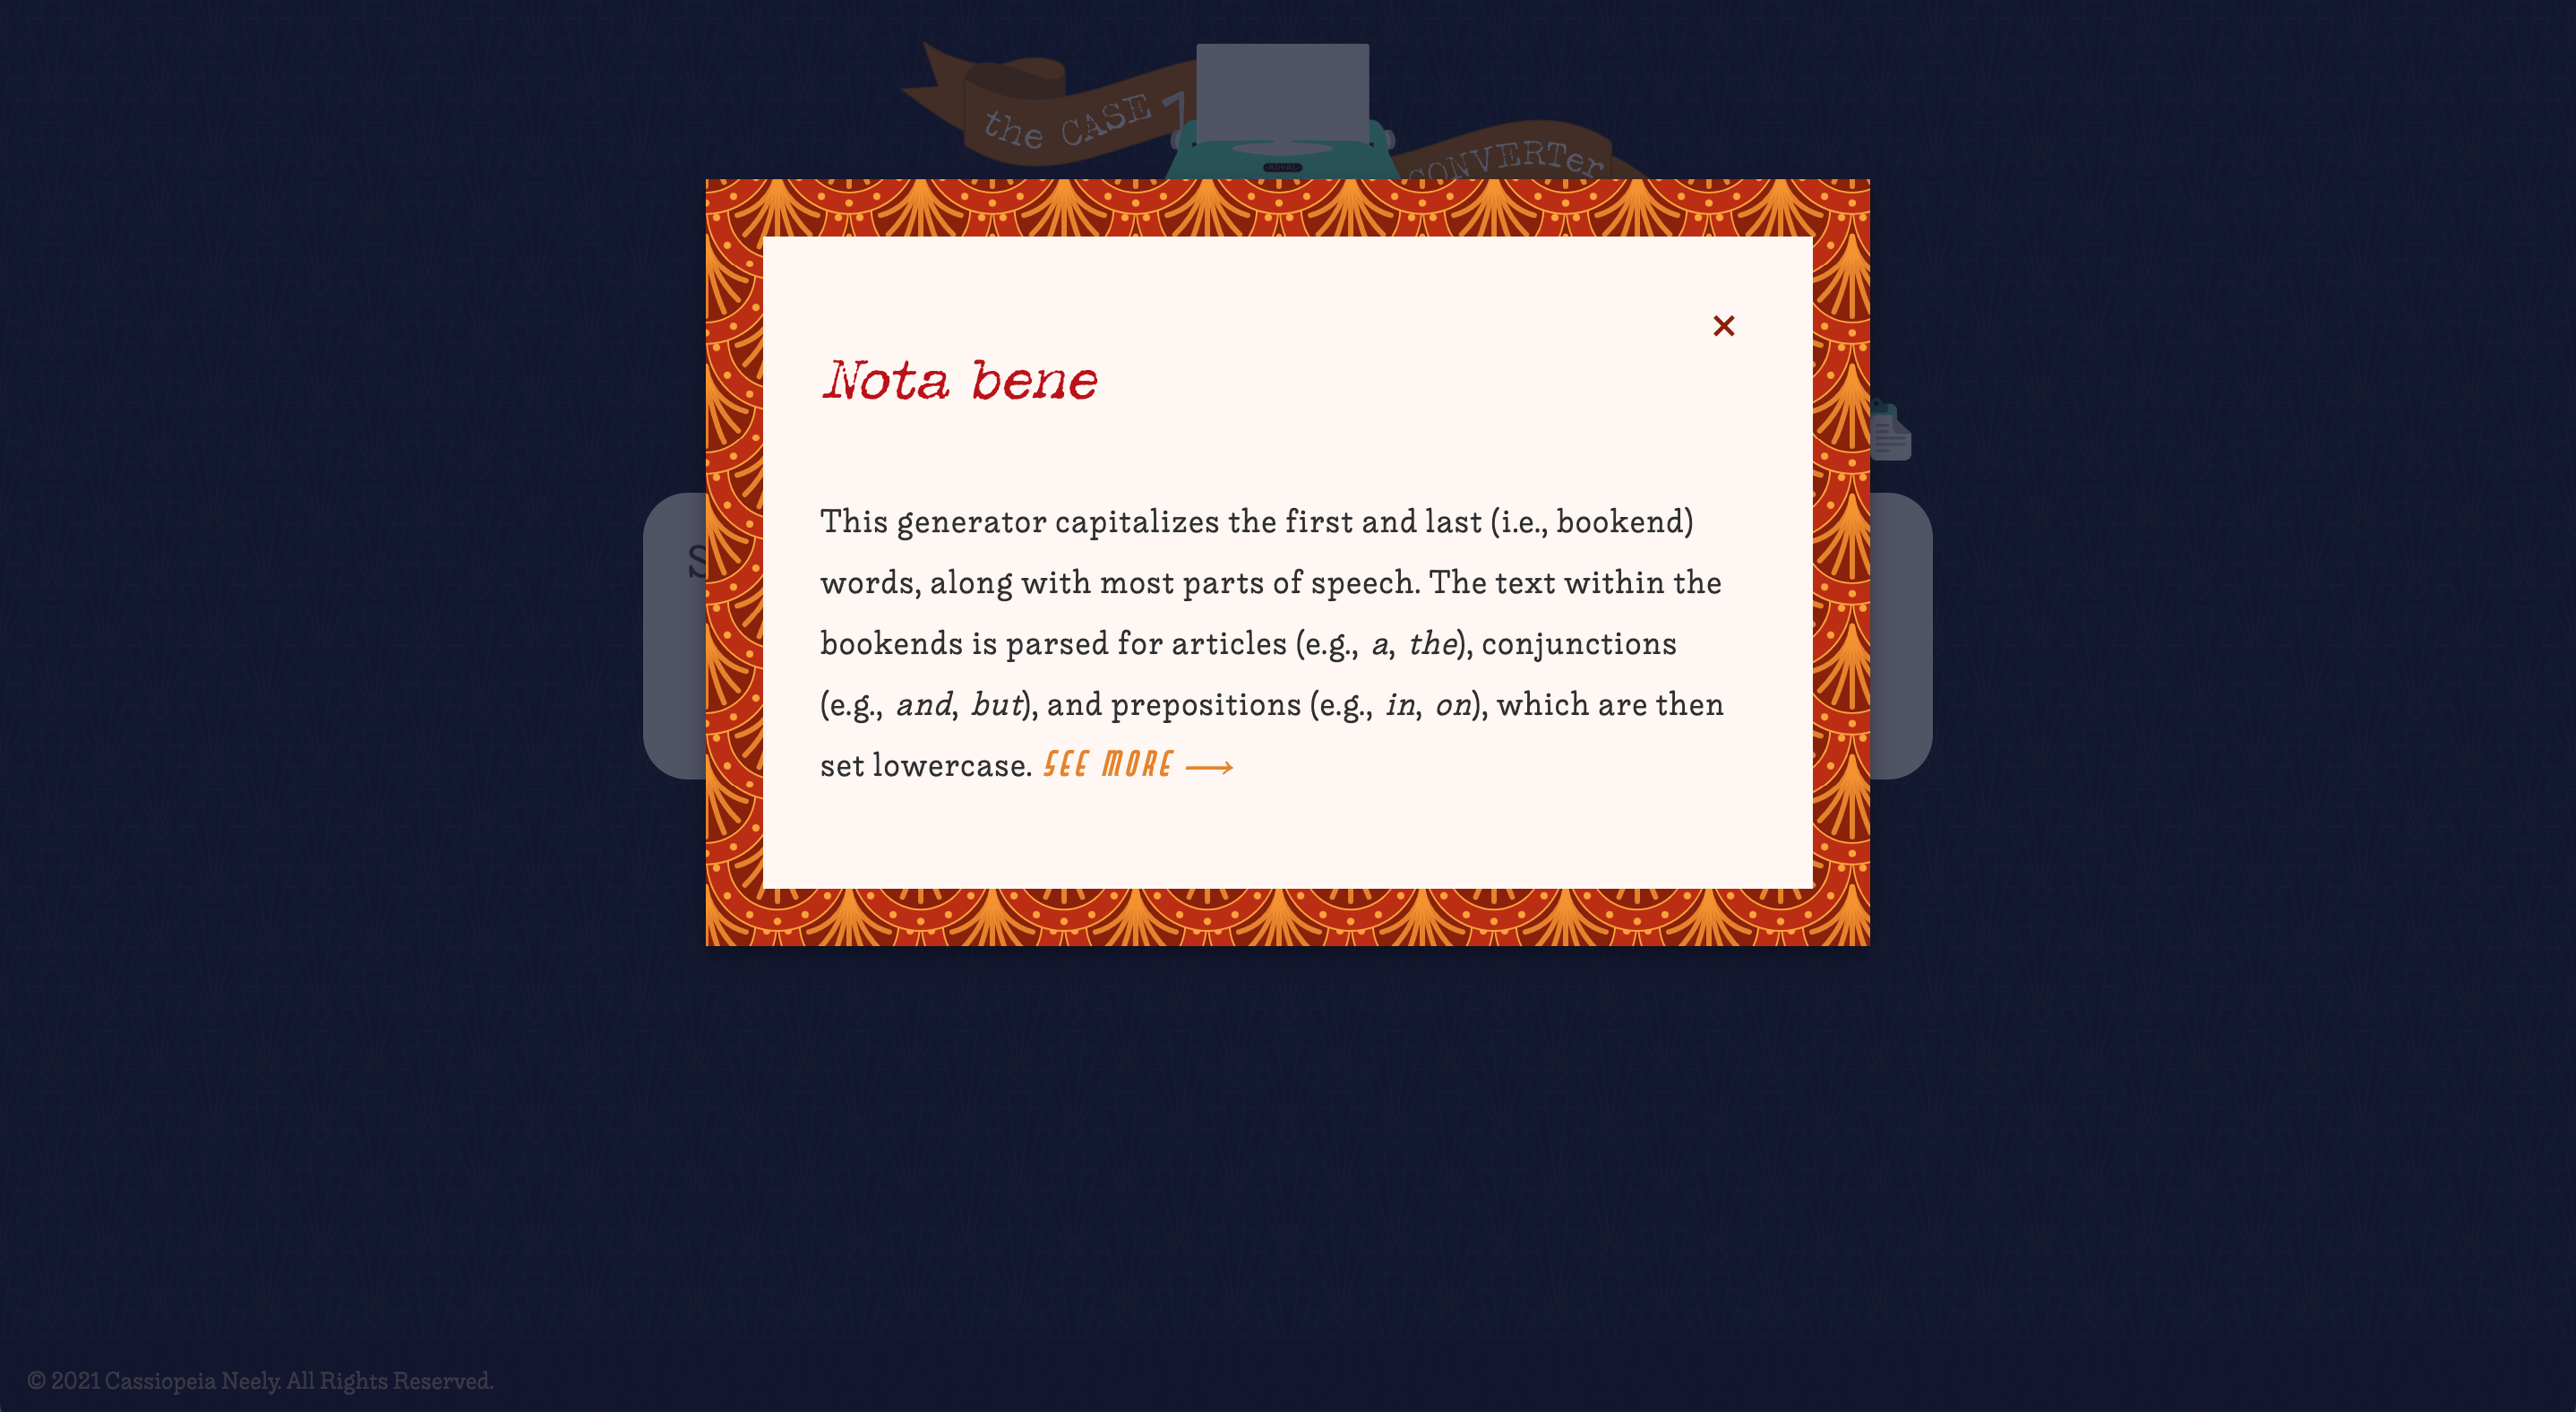 the CASE
CONVERTer
ROYAL
Nota bene
This generator capitalizes the first and last (i.e., bookend)
words, along with most parts of speech. The text within the
bookends is parsed for articles (e.g., a, the), conjunctions
(e.g., and, but), and prepositions (e.g., in, on), which are then
set lowercase. SEE MORE ⟶
© 2021 Cassiopeia Neely. All Rights Reserved.